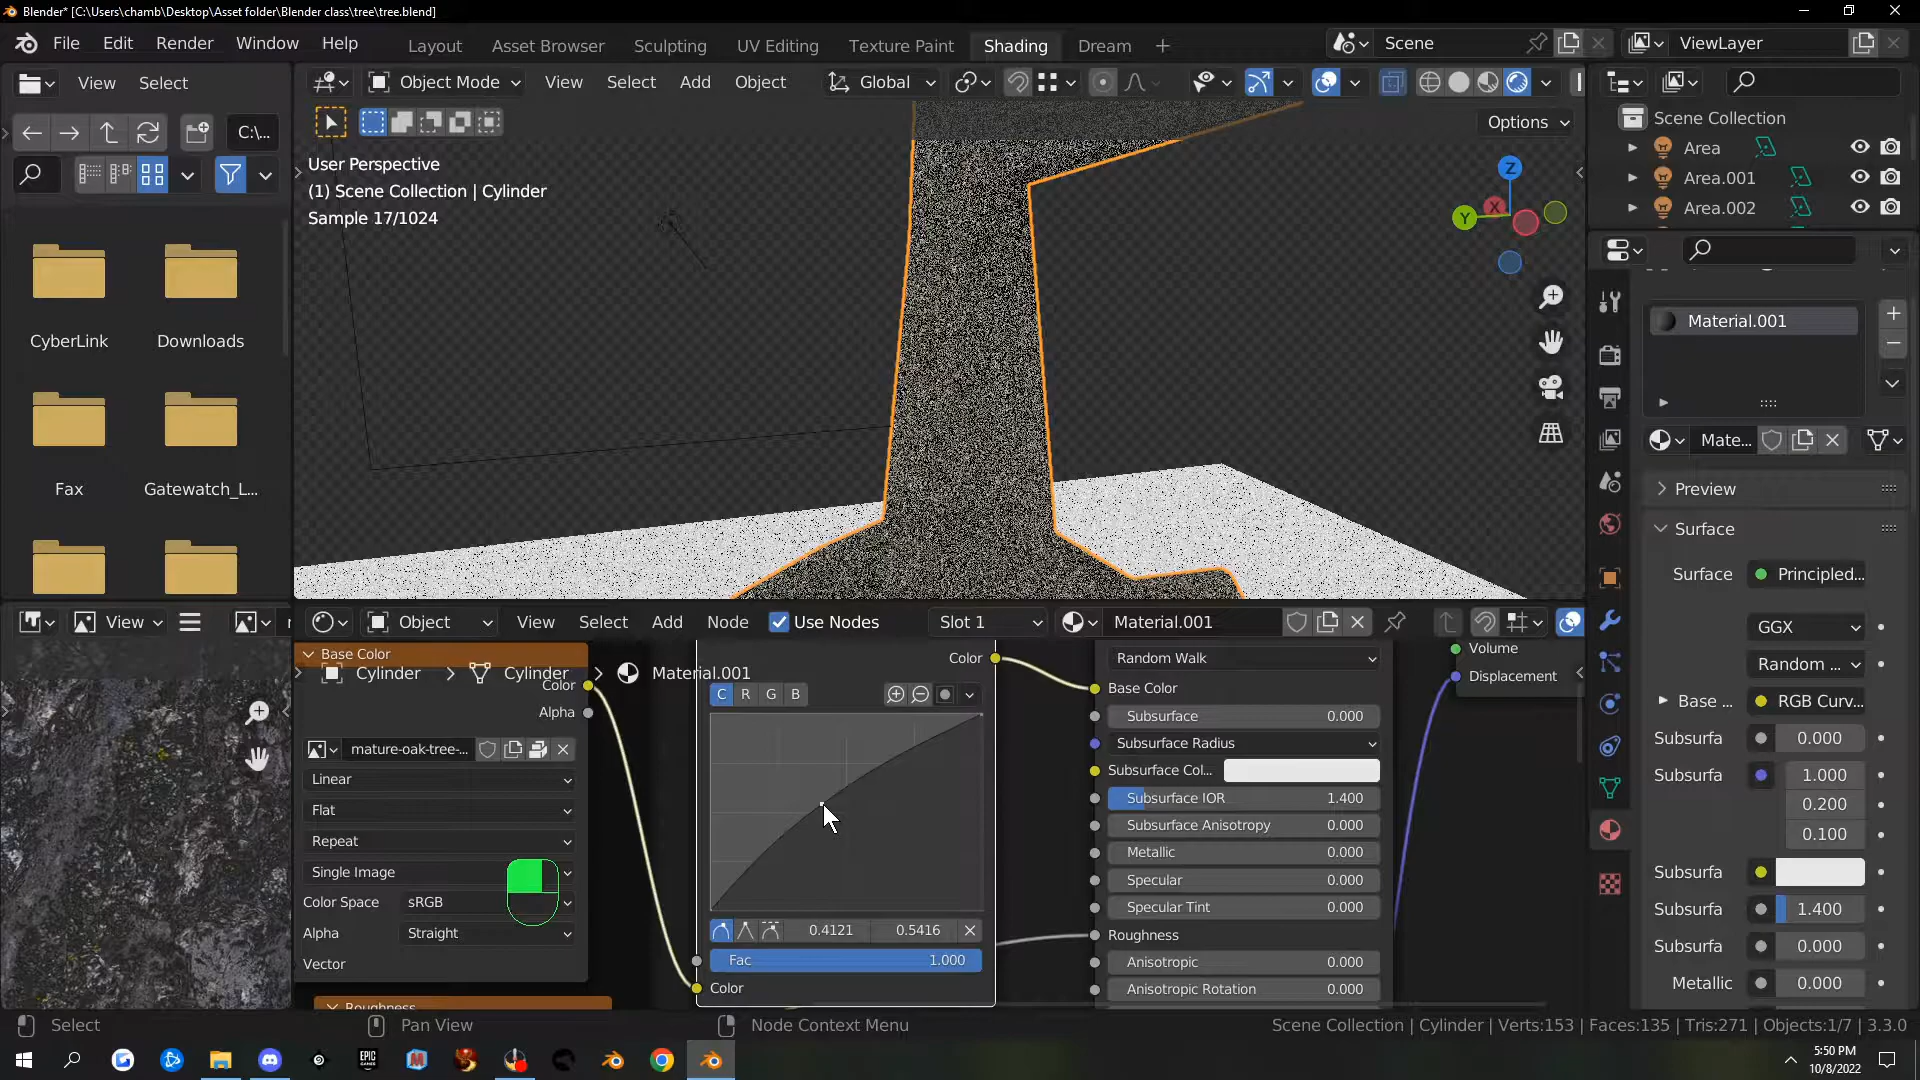 Blender* [C:\Users\chamb\Desktop\Asset folder\Blender class\tree\tree.blend]
File Edit Render Window Help
Layout Asset Browser Sculpting UV Editing Texture Paint Shading Dream +
Scene
ViewLayer
View Select
Object Mode View Select Add Object Global
C:\...
Options
User Perspective
(1) Scene Collection | Cylinder
Sample 17/1024
Z
Y
X
CyberLink
Downloads
Fax
Gatewatch_L...
Scene Collection
Area
Area.001
Area.002
Material.001
Mate...
Preview
Surface
Surface Principled...
GGX
Random ...
Base ... RGB Curv...
Subsurfa 0.000
Subsurfa 1.000
0.200
0.100
Subsurfa
Subsurfa 1.400
Subsurfa 0.000
Metallic 0.000
View
Object View Select Add Node Use Nodes Slot 1 Material.001
Base Color
Cylinder > Cylinder > Material.001
Color
Alpha
mature-oak-tree-...
Linear
Flat
Repeat
Single Image
Color Space sRGB
Alpha Straight
Vector
Roughness
Color
C R G B
0.4121 0.5416
Fac 1.000
Color
Random Walk
Base Color
Subsurface 0.000
Subsurface Radius
Subsurface Col...
Subsurface IOR 1.400
Subsurface Anisotropy 0.000
Metallic 0.000
Specular 0.000
Specular Tint 0.000
Roughness
Anisotropic 0.000
Anisotropic Rotation 0.000
Volume
Displacement
Select
Pan View
Node Context Menu
Scene Collection | Cylinder | Verts:153 | Faces:135 | Tris:271 | Objects:1/7 | 3.3.0
EPIC
5:50 PM
10/8/2022